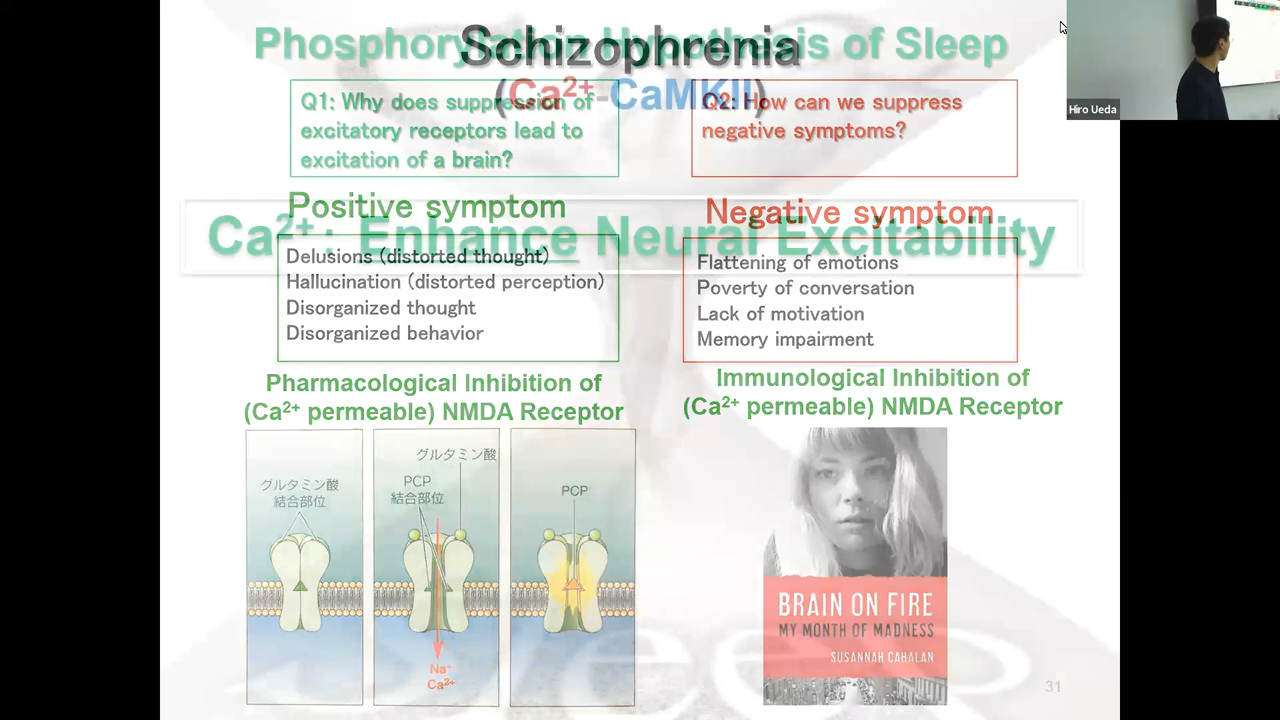 Phosphorylation Hypothesis of Sleep
Schizophrenia
(Ca2+-CaMKII)
Q1: Why does suppression of
excitatory receptors lead to
excitation of a brain?
Q2: How can we suppress
negative symptoms?
Ca2+: Enhance Neural Excitability
Positive symptom
Negative symptom
Delusions (distorted thought)
Hallucination (distorted perception)
Disorganized thought
Disorganized behavior
Flattening of emotions
Poverty of conversation
Lack of motivation
Memory impairment
Pharmacological Inhibition of
(Ca2+ permeable) NMDA Receptor
Immunological Inhibition of
(Ca2+ permeable) NMDA Receptor
グルタミン酸
結合部位
グルタミン酸
PCP
結合部位
PCP
Na+
Ca2+
BRAIN ON FIRE
MY MONTH OF MADNESS
SUSANNAH CAHALAN
31
Hiro Ueda